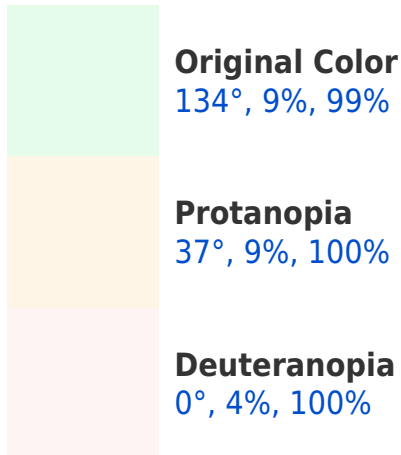 Original Color
134°, 9%, 99%
Protanopia
37°, 9%, 100%
Deuteranopia
0°, 4%, 100%